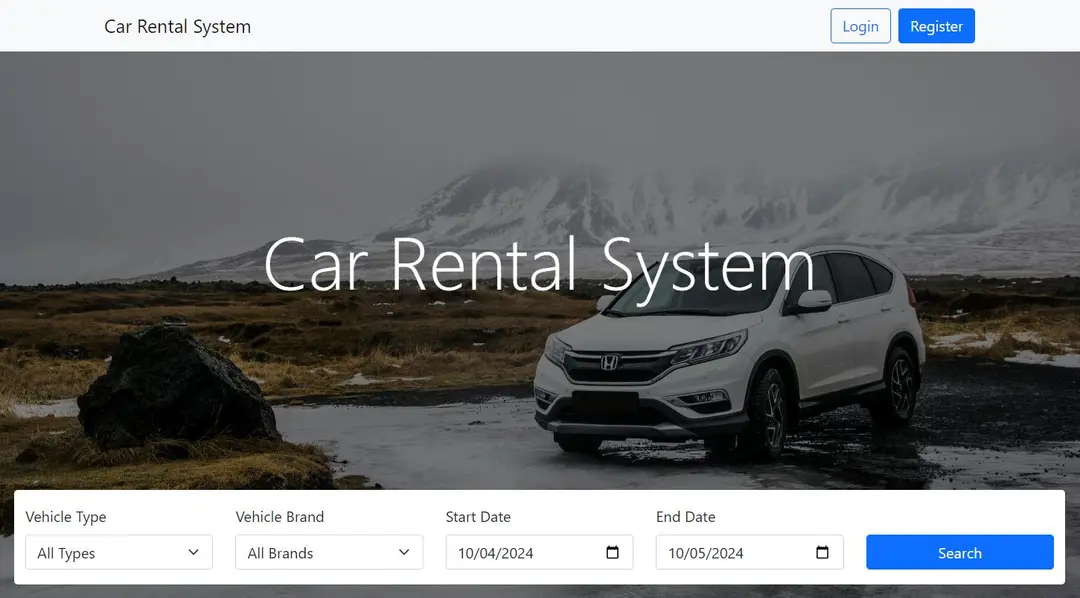 Car Rental System
Login
Register
Car Rental System
Vehicle Type
Vehicle Brand
Start Date
End Date
All Types
All Brands
10/04/2024
10/05/2024
Search